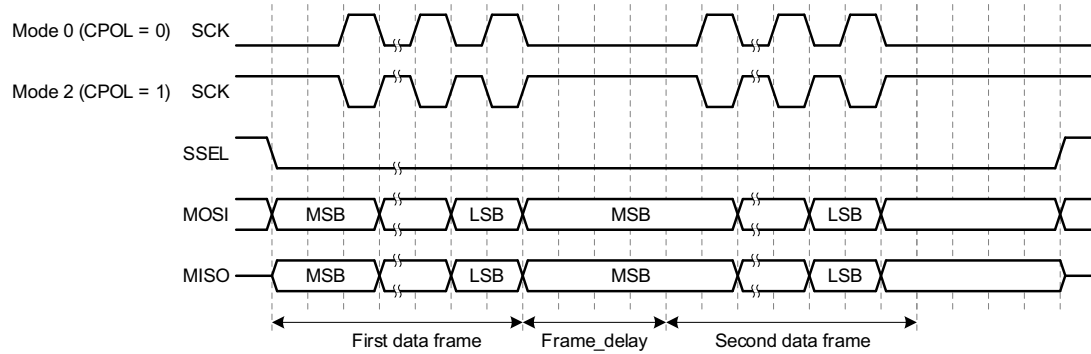 Mode 0 (CPOL = 0) SCK
Mode 2 (CPOL = 1) SCK
SSEL
MOSI MSB LSB MSB LSB
MISO MSB LSB MSB LSB
First data frame Frame_delay Second data frame